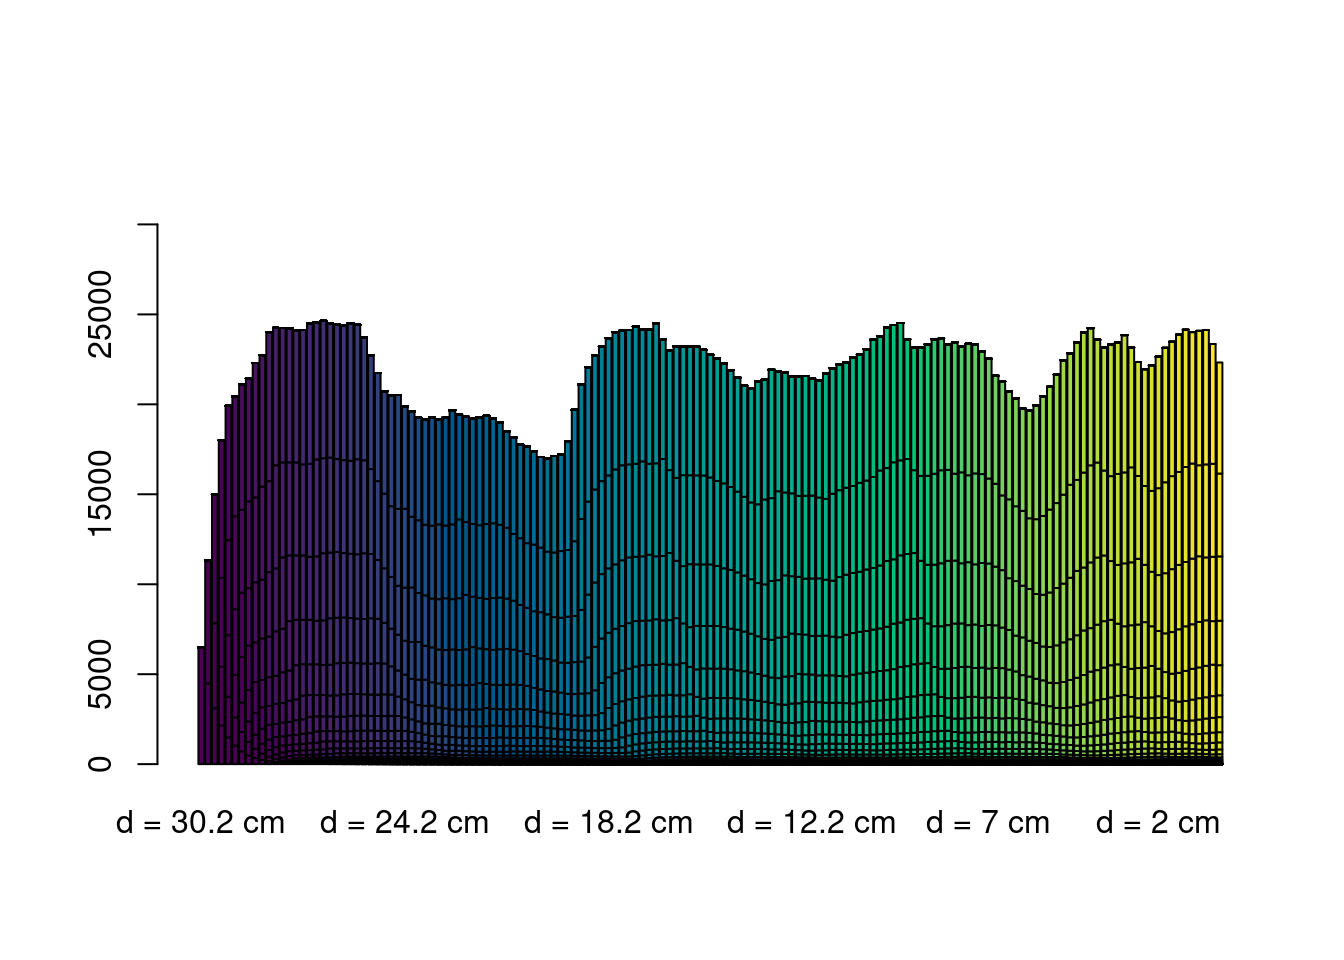 25000
15000
5000
0
d = 30.2 cm d = 24.2 cm d = 18.2 cm d = 12.2 cm d = 7 cm d = 2 cm